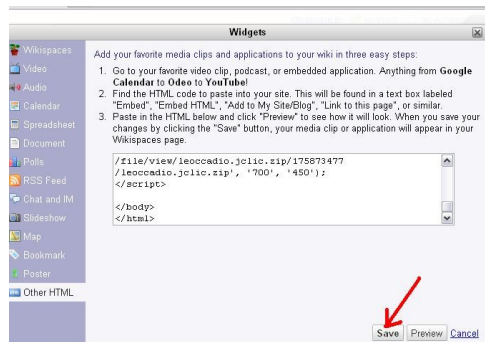 Widgets
Wikispaces
Video
Audio
Calendar
Spreadsheet
Document
Polls
RSS Feed
Chat and IM
Slideshow
Map
Bookmark
Poster
Other HTML
Add your favorite media clips and applications to your wiki in three easy steps:
1. Go to your favorite video clip, podcast, or embedded application. Anything from Google
Calendar to Odeo to YouTube!
2. Find the HTML code to paste into your site. This will be found in a text box labeled
"Embed", "Embed HTML", "Add to My Site/Blog", "Link to this page", or similar.
3. Paste in the HTML below and click "Preview" to see how it will look. When you save your
changes by clicking the "Save" button, your media clip or application will appear in your
Wikispaces page.
/file/view/leoccadio.jclic.zip/175873477
/leoccadio.jclic.zip', '700', '450');
</script>
</body>
</html>
Save Preview Cancel